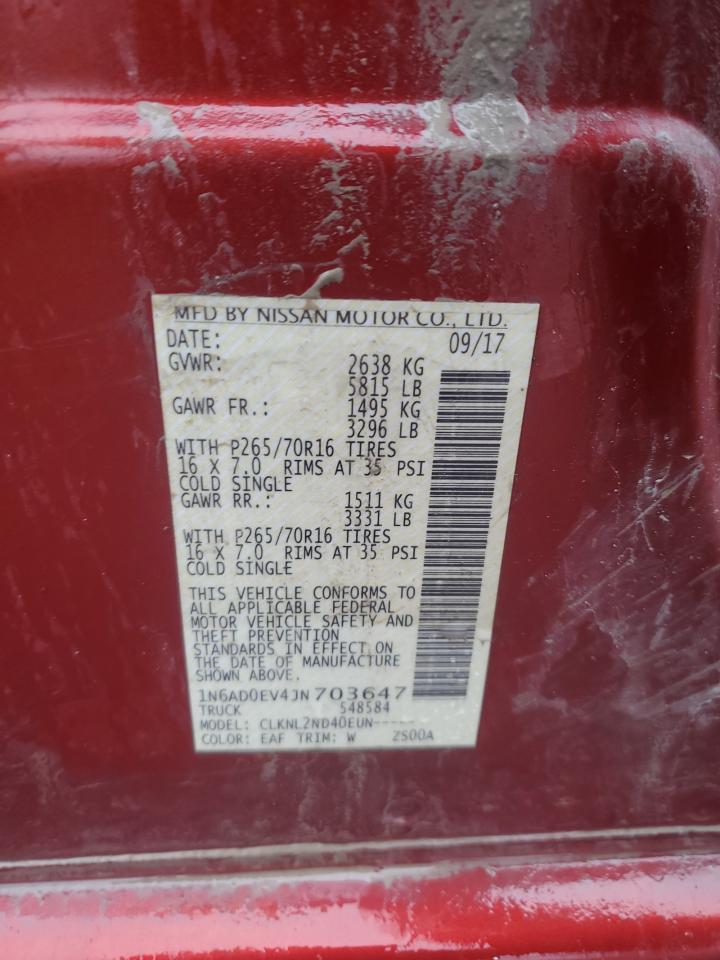 MFD BY NISSAN MOTOR CO., LTD.
DATE: 09/17
GVWR: 2638 KG
5815 LB
GAWR FR.: 1495 KG
3296 LB
WITH P265/70R16 TIRES
16 X 7.0 RIMS AT 35 PSI
COLD SINGLE
GAWR RR.: 1511 KG
3331 LB
WITH P265/70R16 TIRES
16 X 7.0 RIMS AT 35 PSI
COLD SINGLE
THIS VEHICLE CONFORMS TO
ALL APPLICABLE FEDERAL
MOTOR VEHICLE SAFETY AND
THEFT PREVENTION
STANDARDS IN EFFECT ON
THE DATE OF MANUFACTURE
SHOWN ABOVE.
1N6AD0EV4JN703647
TRUCK 548584
MODEL: CLKNL2ND40EUN-----
COLOR: EAF TRIM: W ZS00A